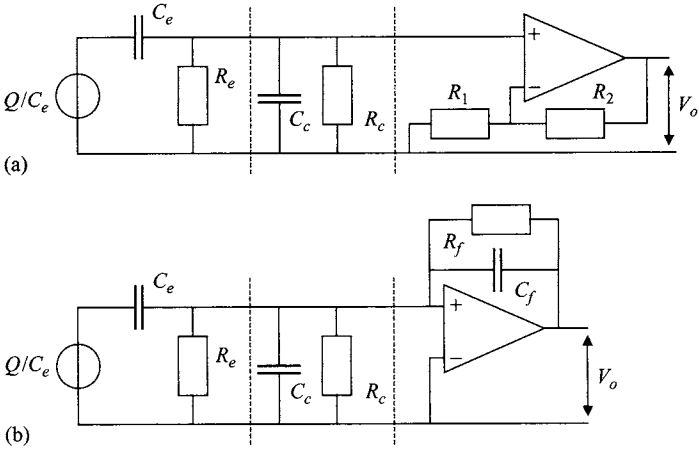 C_e
Q/C_e
R_e
C_c
R_c
+
−
R_1
R_2
V_o
(a)
R_f
C_f
C_e
Q/C_e
R_e
C_c
R_c
+
−
V_o
(b)